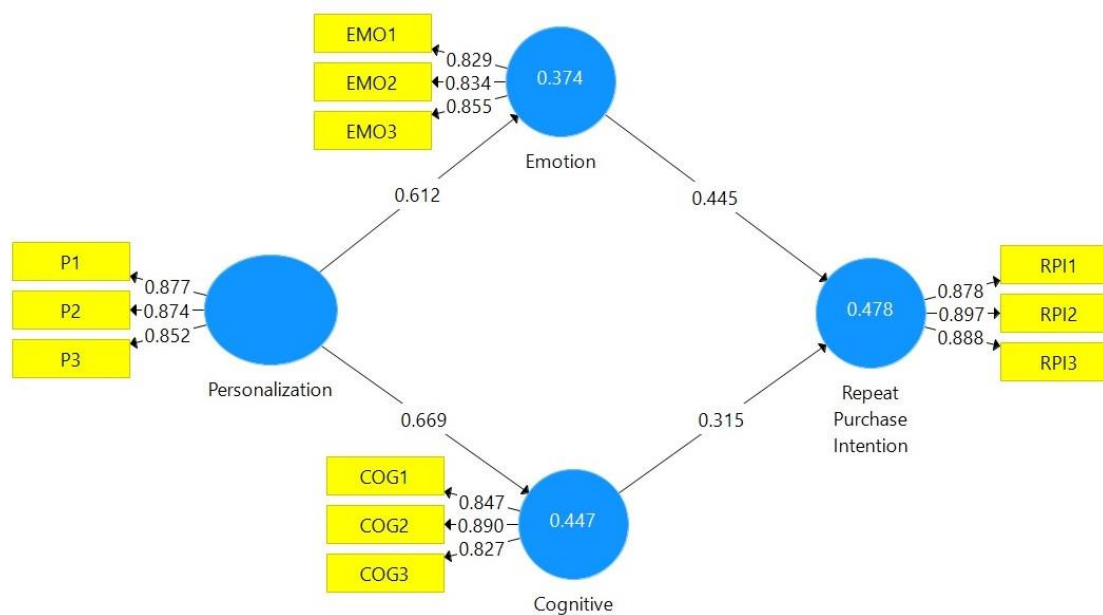 EMO1
0.829
EMO2
0.834
EMO3
0.855
0.374
Emotion
0.612
0.445
P1
0.877
P2
0.874
P3
0.852
Personalization
0.478
Repeat
Purchase
Intention
0.878
RPI1
0.897
RPI2
0.888
RPI3
0.669
0.315
COG1
0.847
COG2
0.890
COG3
0.827
0.447
Cognitive